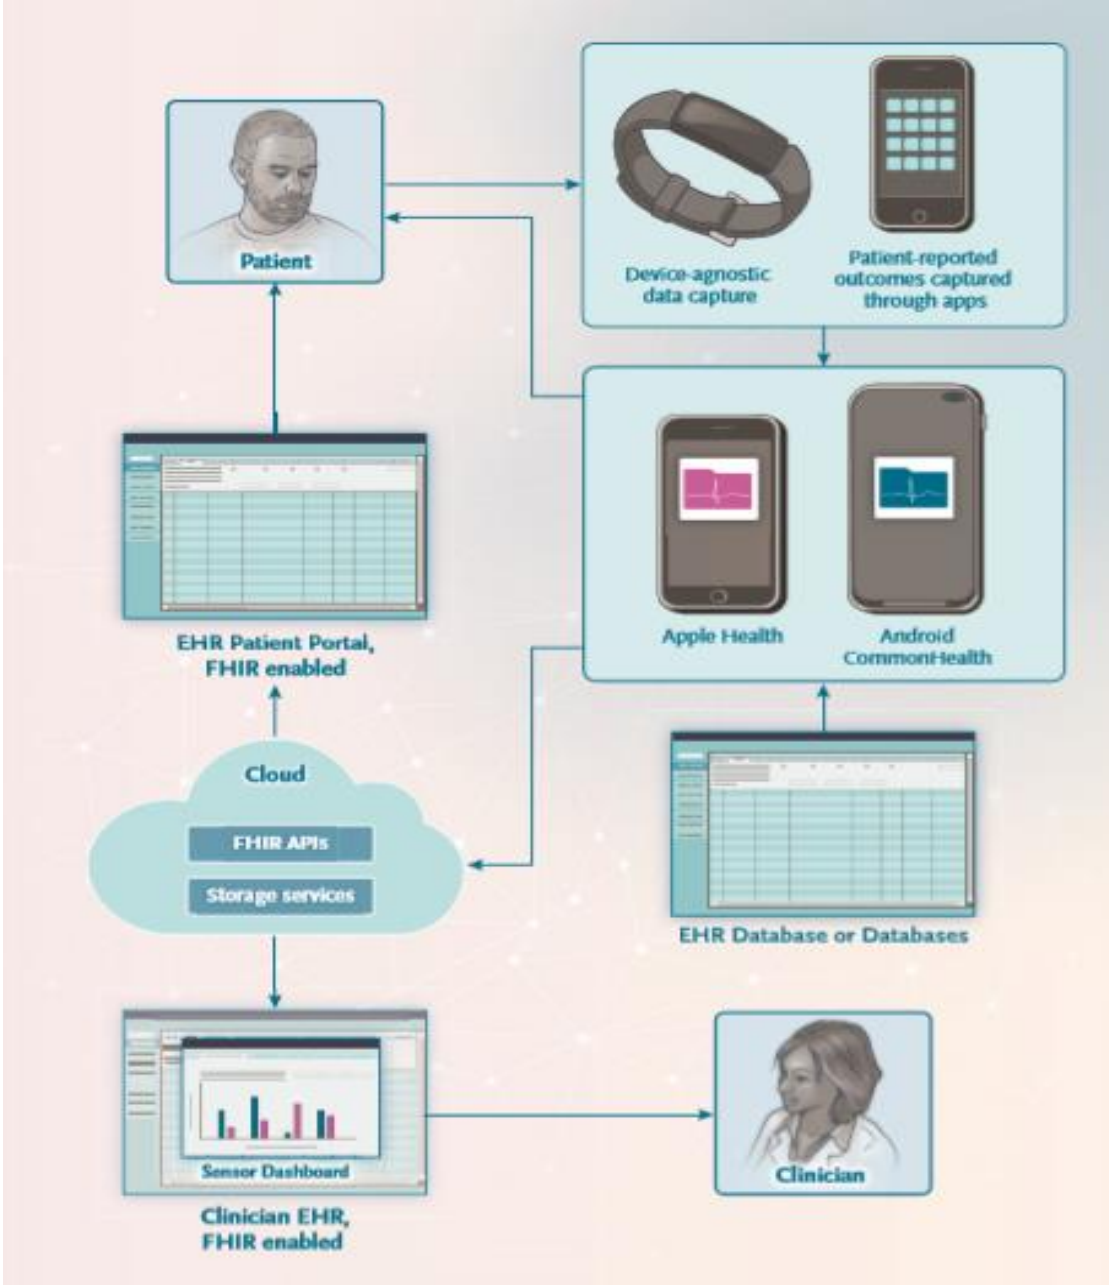 Patient
Device-agnostic
data capture
Patient-reported
outcomes captured
through apps
Apple Health
Android
CommonHealth
EHR Patient Portal,
FHIR enabled
Cloud
FHIR APIs
Storage services
EHR Database or Databases
Sensor Dashboard
Clinician EHR,
FHIR enabled
Clinician